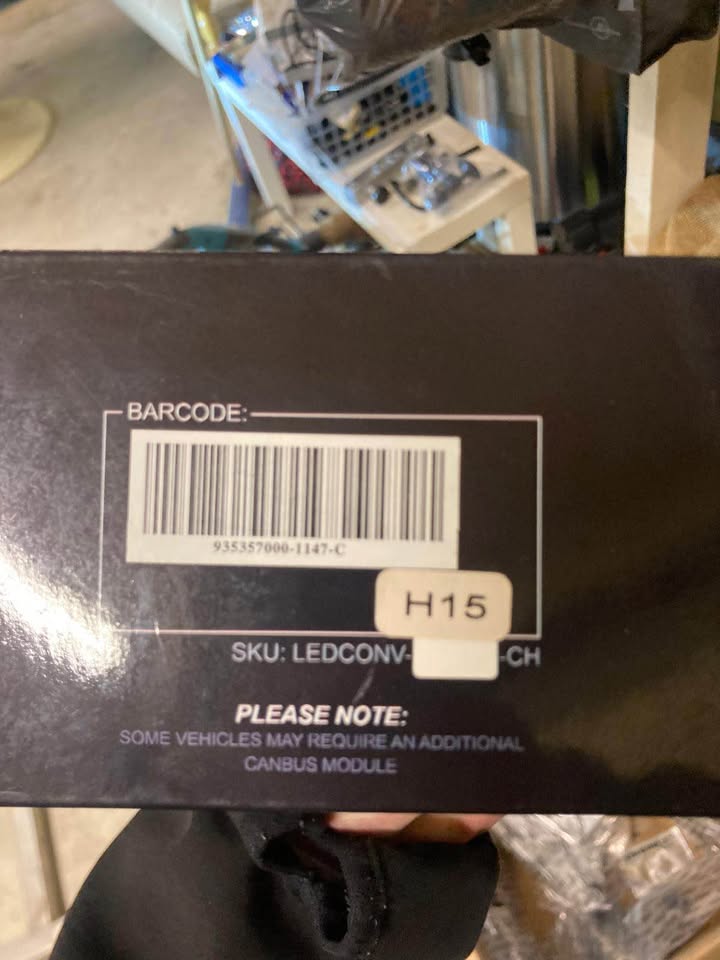 BARCODE:
935357000-1147-C
H15
SKU: LEDCONV- -CH
PLEASE NOTE:
SOME VEHICLES MAY REQUIRE AN ADDITIONAL
CANBUS MODULE